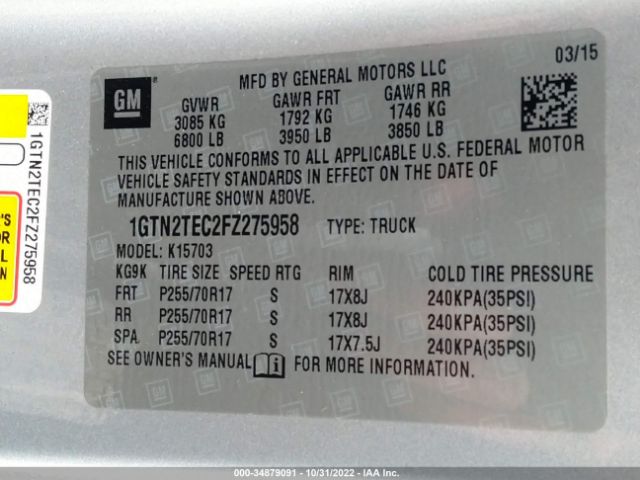 GM
MFD BY GENERAL MOTORS LLC
03/15
GVWR GAWR FRT GAWR RR
3085 KG 1792 KG 1746 KG
6800 LB 3950 LB 3850 LB
THIS VEHICLE CONFORMS TO ALL APPLICABLE U.S. FEDERAL MOTOR
VEHICLE SAFETY STANDARDS IN EFFECT ON THE DATE OF
MANUFACTURE SHOWN ABOVE.
1GTN2TEC2FZ275958 TYPE: TRUCK
MODEL: K15703
KG9K TIRE SIZE SPEED RTG RIM COLD TIRE PRESSURE
FRT P255/70R17 S 17X8J 240KPA(35PSI)
RR P255/70R17 S 17X8J 240KPA(35PSI)
SPA P255/70R17 S 17X7.5J 240KPA(35PSI)
SEE OWNER'S MANUAL FOR MORE INFORMATION.
1GTN2TEC2FZ275958
000-34879091 - 10/31/2022 - IAA Inc.